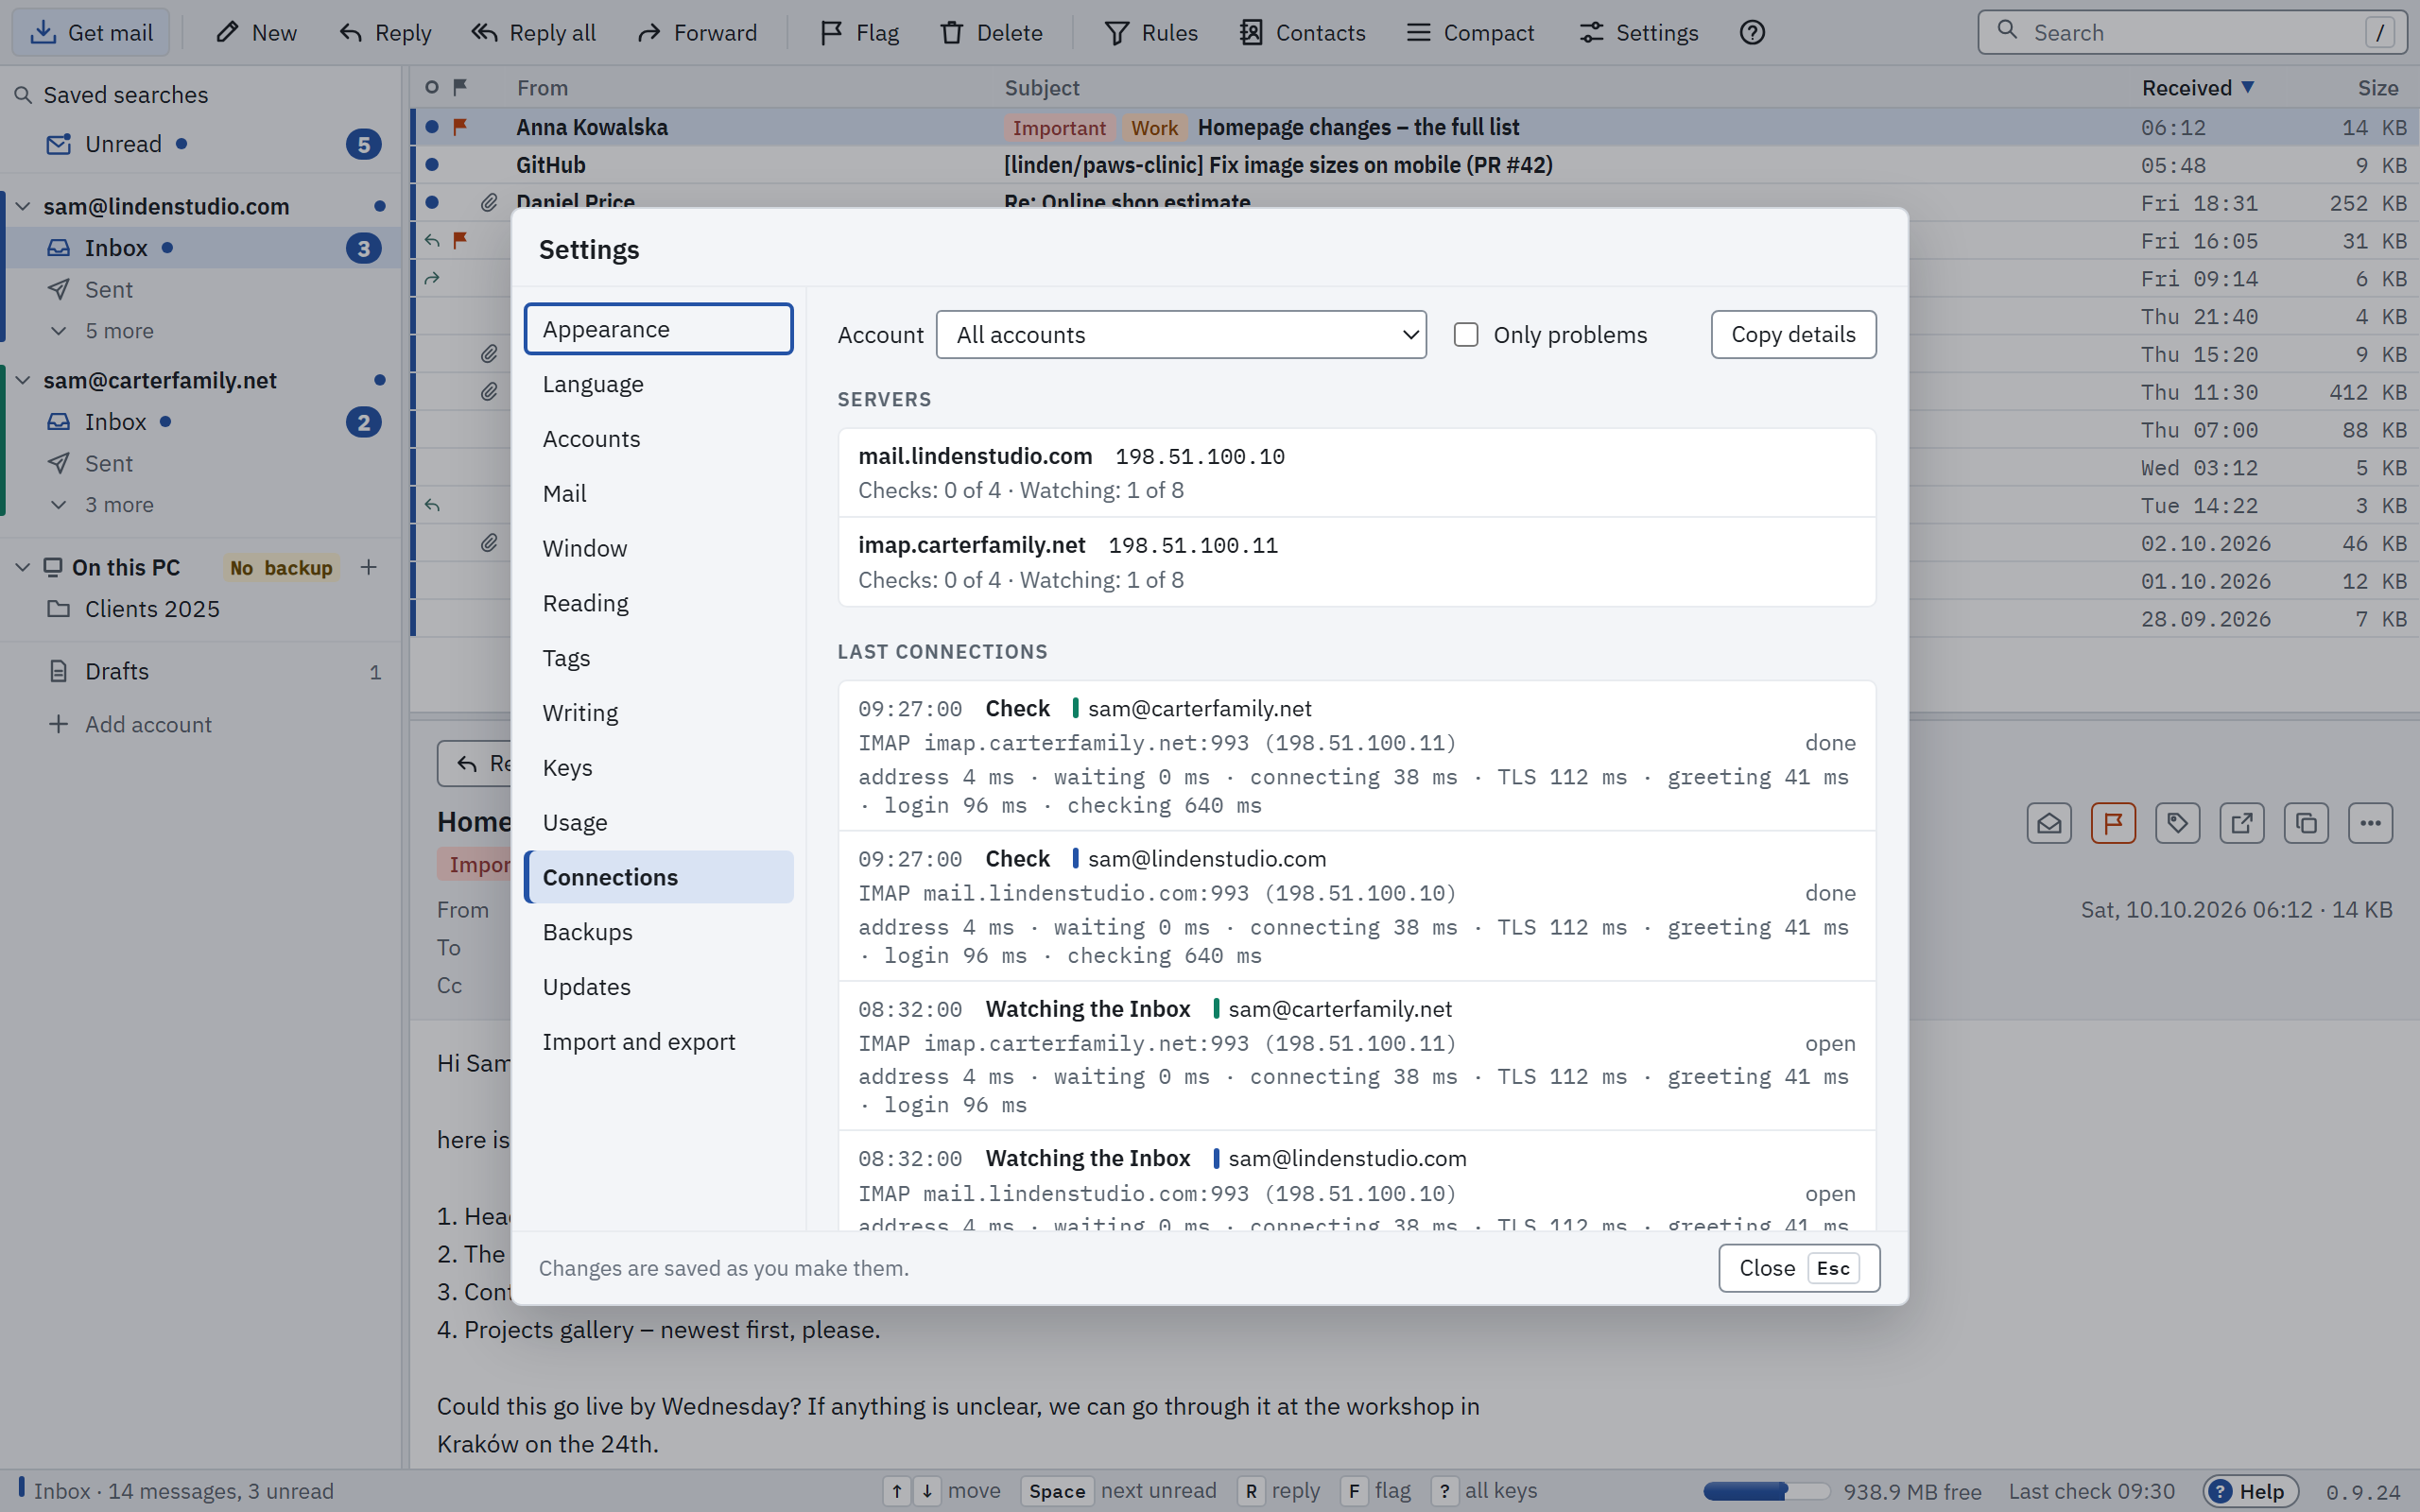 Get mail New Reply Reply all Forward Flag Delete Rules Contacts Compact Settings Search /
Saved searches
Unread 5
sam@lindenstudio.com
Inbox 3
Sent
5 more
sam@carterfamily.net
Inbox 2
Sent
3 more
On this PC No backup
Clients 2025
Drafts 1
Add account
From Subject Received Size
Anna Kowalska Important Work Homepage changes – the full list 06:12 14 KB
GitHub [linden/paws-clinic] Fix image sizes on mobile (PR #42) 05:48 9 KB
Daniel Price Re: Online shop estimate Fri 18:31 252 KB
Fri 16:05 31 KB
Fri 09:14 6 KB
Thu 21:40 4 KB
Thu 15:20 9 KB
Thu 11:30 412 KB
Thu 07:00 88 KB
Wed 03:12 5 KB
Tue 14:22 3 KB
02.10.2026 46 KB
01.10.2026 12 KB
28.09.2026 7 KB
Settings
Appearance
Language
Accounts
Mail
Window
Reading
Tags
Writing
Keys
Usage
Connections
Backups
Updates
Import and export
Account All accounts Only problems Copy details
SERVERS
mail.lindenstudio.com 198.51.100.10
Checks: 0 of 4 · Watching: 1 of 8
imap.carterfamily.net 198.51.100.11
Checks: 0 of 4 · Watching: 1 of 8
LAST CONNECTIONS
09:27:00 Check sam@carterfamily.net
IMAP imap.carterfamily.net:993 (198.51.100.11) done
address 4 ms · waiting 0 ms · connecting 38 ms · TLS 112 ms · greeting 41 ms
· login 96 ms · checking 640 ms
09:27:00 Check sam@lindenstudio.com
IMAP mail.lindenstudio.com:993 (198.51.100.10) done
address 4 ms · waiting 0 ms · connecting 38 ms · TLS 112 ms · greeting 41 ms
· login 96 ms · checking 640 ms
08:32:00 Watching the Inbox sam@carterfamily.net
IMAP imap.carterfamily.net:993 (198.51.100.11) open
address 4 ms · waiting 0 ms · connecting 38 ms · TLS 112 ms · greeting 41 ms
· login 96 ms
08:32:00 Watching the Inbox sam@lindenstudio.com
IMAP mail.lindenstudio.com:993 (198.51.100.10) open
address 4 ms · waiting 0 ms · connecting 38 ms · TLS 112 ms · greeting 41 ms
Changes are saved as you make them.
Close Esc
From
To
Cc
Sat, 10.10.2026 06:12 · 14 KB
Hi Sam
here is
1.
2. The
3.
4. Projects gallery – newest first, please.
Could this go live by Wednesday? If anything is unclear, we can go through it at the workshop in
Kraków on the 24th.
Inbox · 14 messages, 3 unread ↑ ↓ move Space next unread R reply F flag ? all keys 938.9 MB free Last check 09:30 ? Help 0.9.24